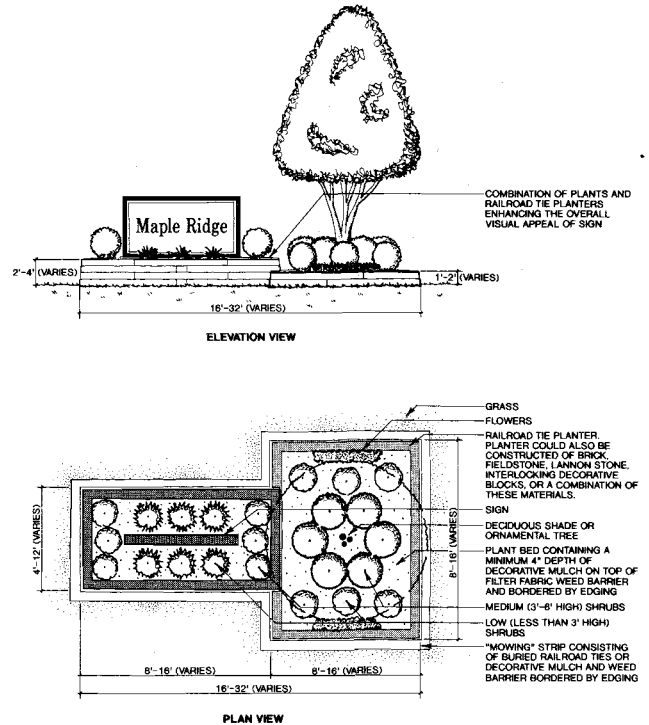 COMBINATION OF PLANTS AND
RAILROAD TIE PLANTERS
ENHANCING THE OVERALL
VISUAL APPEAL OF SIGN
Maple Ridge
2'-4' (VARIES)
1'-2' (VARIES)
16'-32' (VARIES)
ELEVATION VIEW
GRASS
FLOWERS
RAILROAD TIE PLANTER.
PLANTER COULD ALSO BE
CONSTRUCTED OF BRICK,
FIELDSTONE, LANNON STONE,
INTERLOCKING DECORATIVE
BLOCKS, OR A COMBINATION OF
THESE MATERIALS.
SIGN
DECIDUOUS SHADE OR
ORNAMENTAL TREE
PLANT BED CONTAINING A
MINIMUM 4" DEPTH OF
DECORATIVE MULCH ON TOP OF
FILTER FABRIC WEED BARRIER
AND BORDERED BY EDGING
MEDIUM (3'-6' HIGH) SHRUBS
LOW (LESS THAN 3' HIGH)
SHRUBS
"MOWING" STRIP CONSISTING
OF BURIED RAILROAD TIES OR
DECORATIVE MULCH AND WEED
BARRIER BORDERED BY EDGING
4'-12' (VARIES)
8'-16' (VARIES)
8'-16' (VARIES)
8'-16' (VARIES)
16'-32' (VARIES)
PLAN VIEW